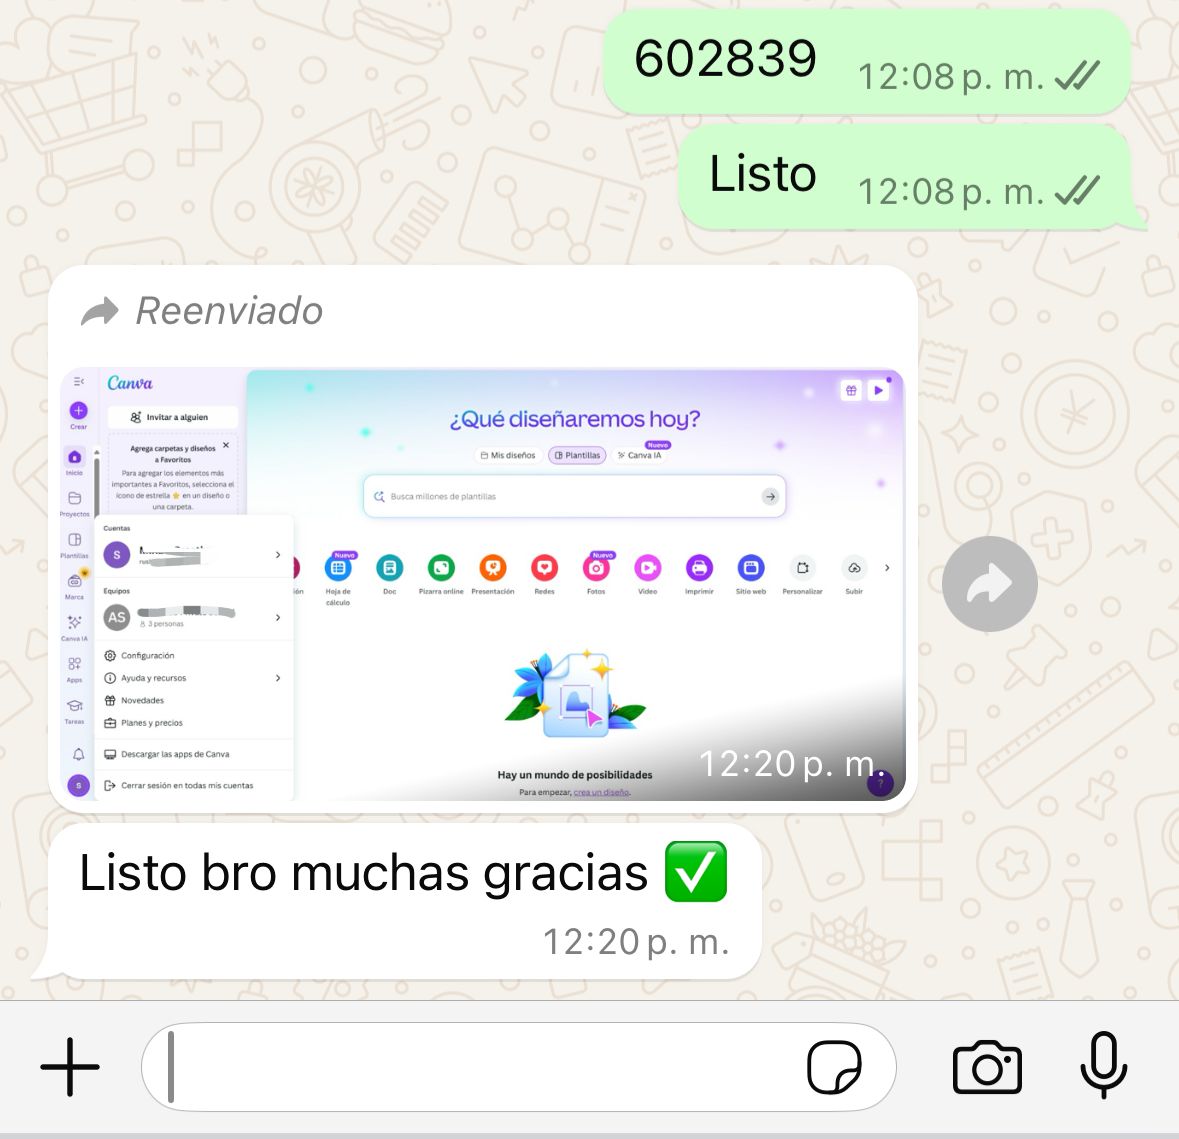 602839 12:08 p. m.
Listo 12:08 p. m.
Reenviado
Canva
Crear
Invitar a alguien
Agrega carpetas y diseños
a Favoritos
Para agregar los elementos más
importantes a Favoritos, selecciona el
ícono de estrella ⭐ en un diseño o
una carpeta.
Inicio
Proyectos
Plantillas
Marca
Canva IA
Apps
Tareas
S
Cuentas
S
Equipos
AS
3 personas
Configuración
Ayuda y recursos
Novedades
Planes y precios
Descargar las apps de Canva
Cerrar sesión en todas mis cuentas
¿Qué diseñaremos hoy?
Nuevo
Mis diseños Plantillas Canva IA
Busca millones de plantillas
Nuevo Nuevo
ión Hoja de Doc Pizarra online Presentación Redes Fotos Video Imprimir Sitio web Personalizar Subir
cálculo
Hay un mundo de posibilidades
Para empezar, crea un diseño.
?
12:20 p. m.
Listo bro muchas gracias ✅
12:20 p. m.